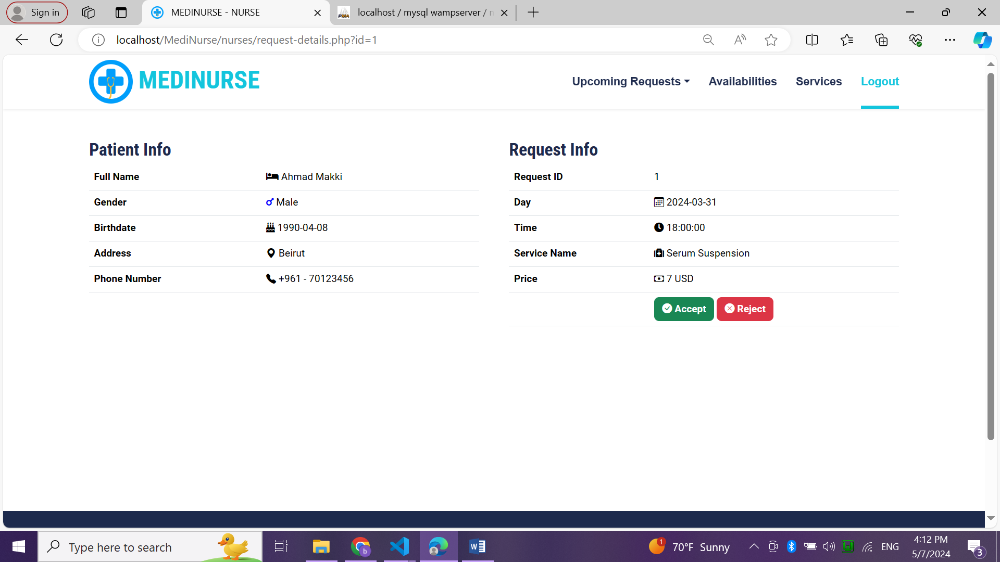 Sign in
MEDINURSE - NURSE
localhost / mysql wampserver /
localhost/MediNurse/nurses/request-details.php?id=1
MEDINURSE
Upcoming Requests Availabilities Services Logout
Patient Info
Full Name Ahmad Makki
Gender Male
Birthdate 1990-04-08
Address Beirut
Phone Number +961 - 70123456
Request Info
Request ID 1
Day 2024-03-31
Time 18:00:00
Service Name Serum Suspension
Price 7 USD
Accept Reject
Type here to search
1
70°F Sunny
ENG
4:12 PM
5/7/2024
3